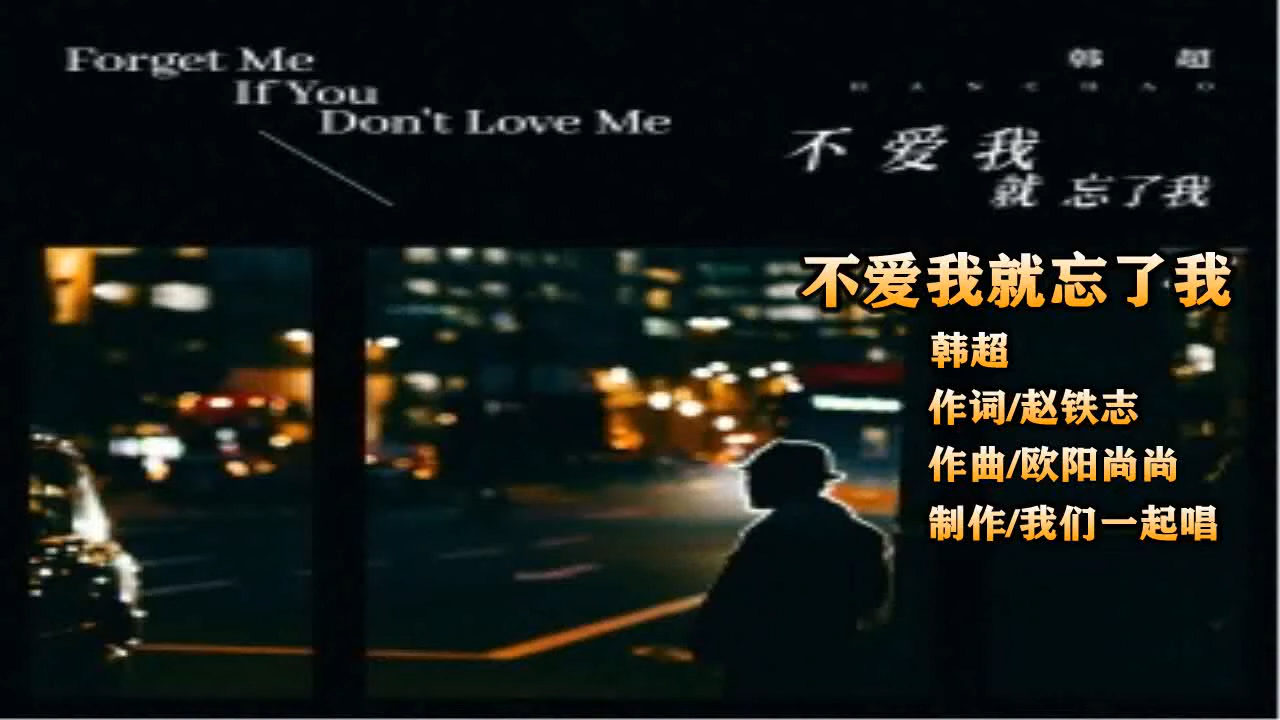 Forget Me
If You
Don't Love Me
韩 超
HANCHAO
不 爱 我
就 忘了我
不爱我就忘了我
韩超
作词/赵铁志
作曲/欧阳尚尚
制作/我们一起唱